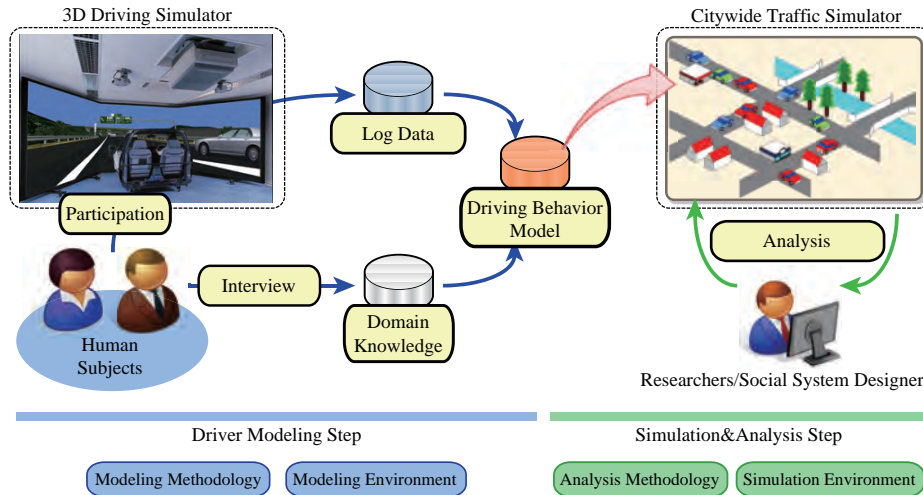 3D Driving Simulator
Citywide Traffic Simulator
Log Data
Participation
Driving Behavior
Model
Analysis
Interview
Domain
Knowledge
Human
Subjects
Researchers/Social System Designer
Driver Modeling Step
Simulation&Analysis Step
Modeling Methodology
Modeling Environment
Analysis Methodology
Simulation Environment